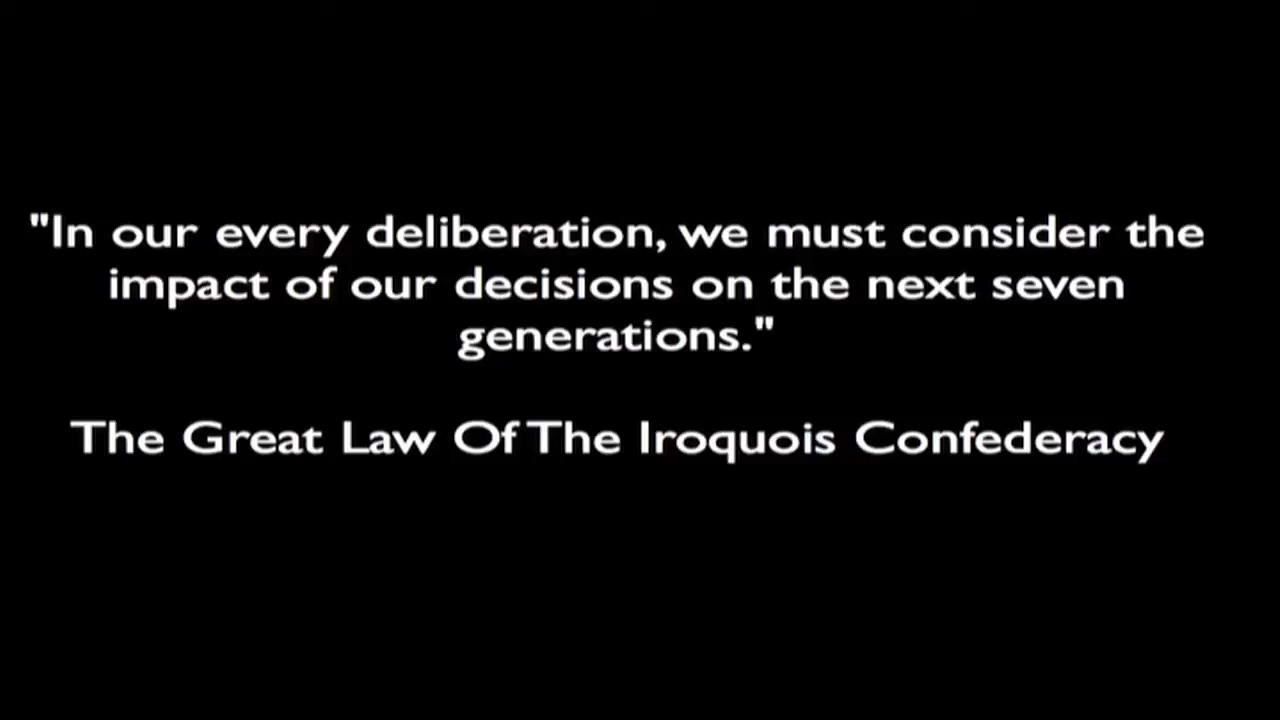 "In our every deliberation, we must consider the
impact of our decisions on the next seven
generations."
The Great Law Of The Iroquois Confederacy